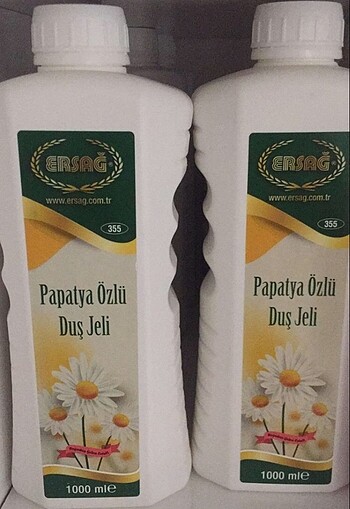 ERSAĞ
www.ersag.com.tr
355
Papatya Özlü
Duş Jeli
1000 ml℮
ERSAĞ
www.ersag.com.tr
355
Papatya Özlü
Duş Jeli
1000 ml℮